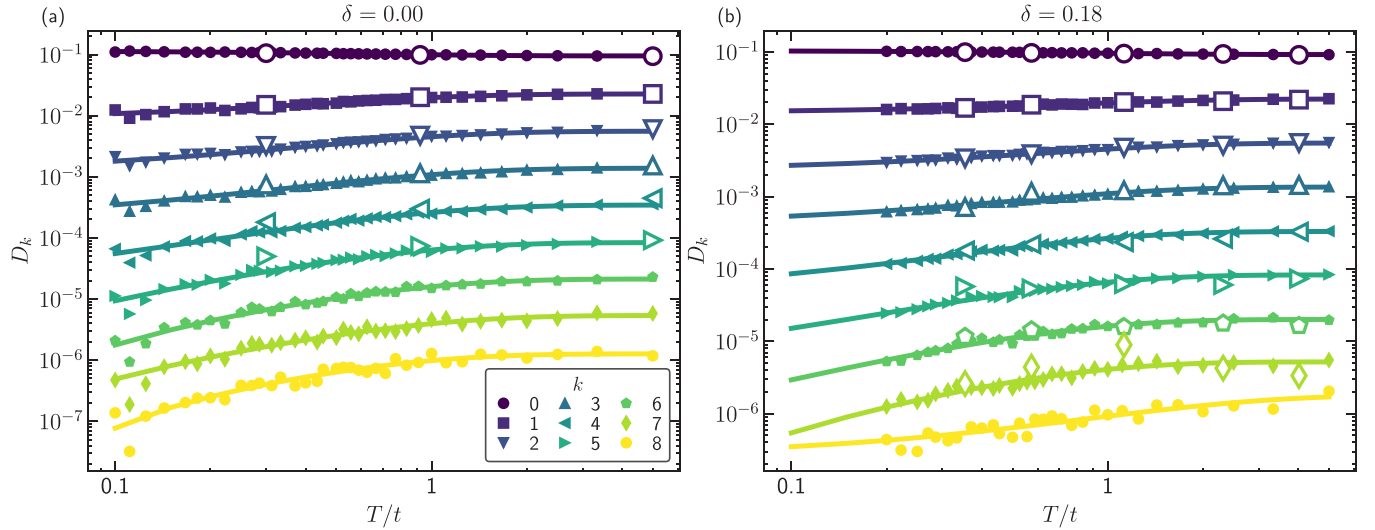 (a)
δ = 0.00
D_k
10^{-1}
10^{-2}
10^{-3}
10^{-4}
10^{-5}
10^{-6}
10^{-7}
0.1
1
T/t
k
0 3 6
1 4 7
2 5 8
(b)
δ = 0.18
D_k
10^{-1}
10^{-2}
10^{-3}
10^{-4}
10^{-5}
10^{-6}
0.1
1
T/t